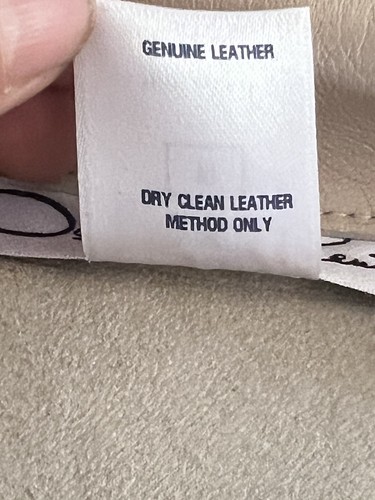 GENUINE LEATHER
DRY CLEAN LEATHER
METHOD ONLY